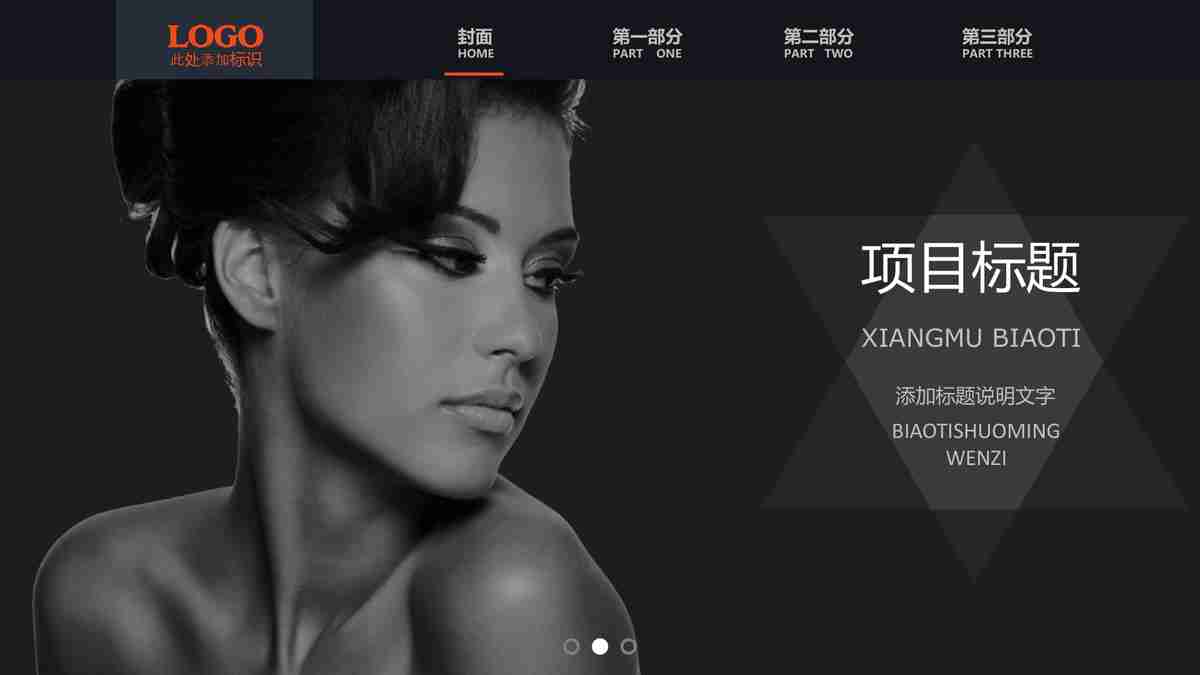 LOGO
此处添加标识
封面
HOME
第一部分
PART ONE
第二部分
PART TWO
第三部分
PART THREE
项目标题
XIANGMU BIAOTI
添加标题说明文字
BIAOTISHUOMING
WENZI